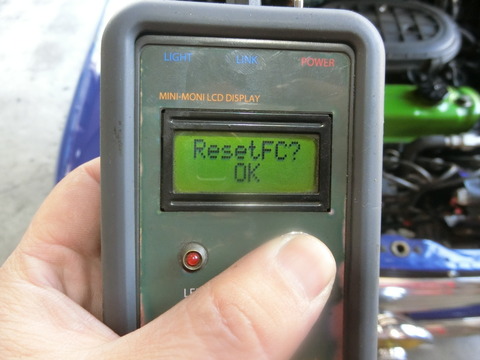 LIGHT LINK POWER
MINI-MONI LCD DISPLAY
ResetFC?
OK